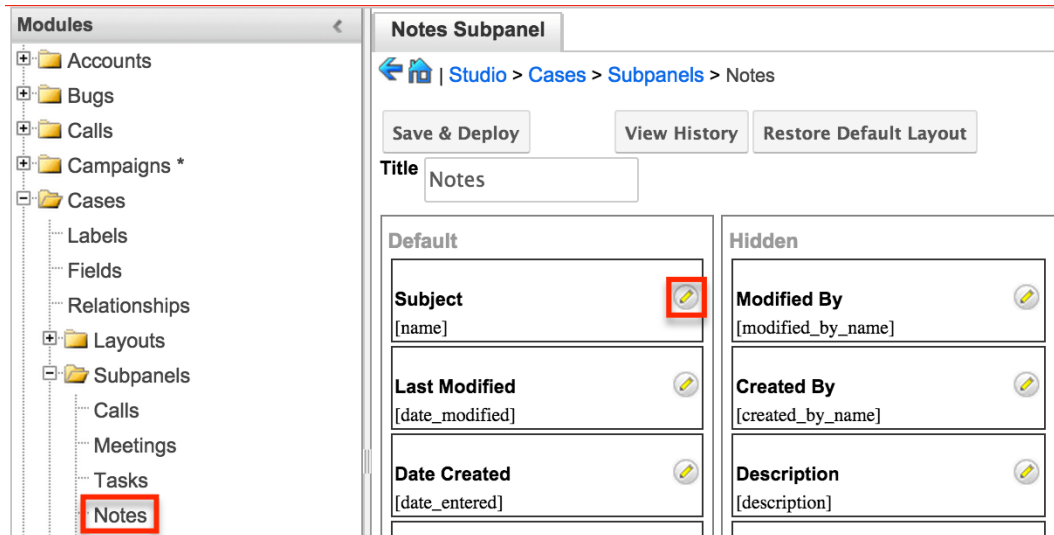 Modules
Accounts
Bugs
Calls
Campaigns *
Cases
Labels
Fields
Relationships
Layouts
Subpanels
Calls
Meetings
Tasks
Notes
Notes Subpanel
| Studio > Cases > Subpanels > Notes
Save & Deploy View History Restore Default Layout
Title Notes
Default
Subject
[name]
Last Modified
[date_modified]
Date Created
[date_entered]
Hidden
Modified By
[modified_by_name]
Created By
[created_by_name]
Description
[description]